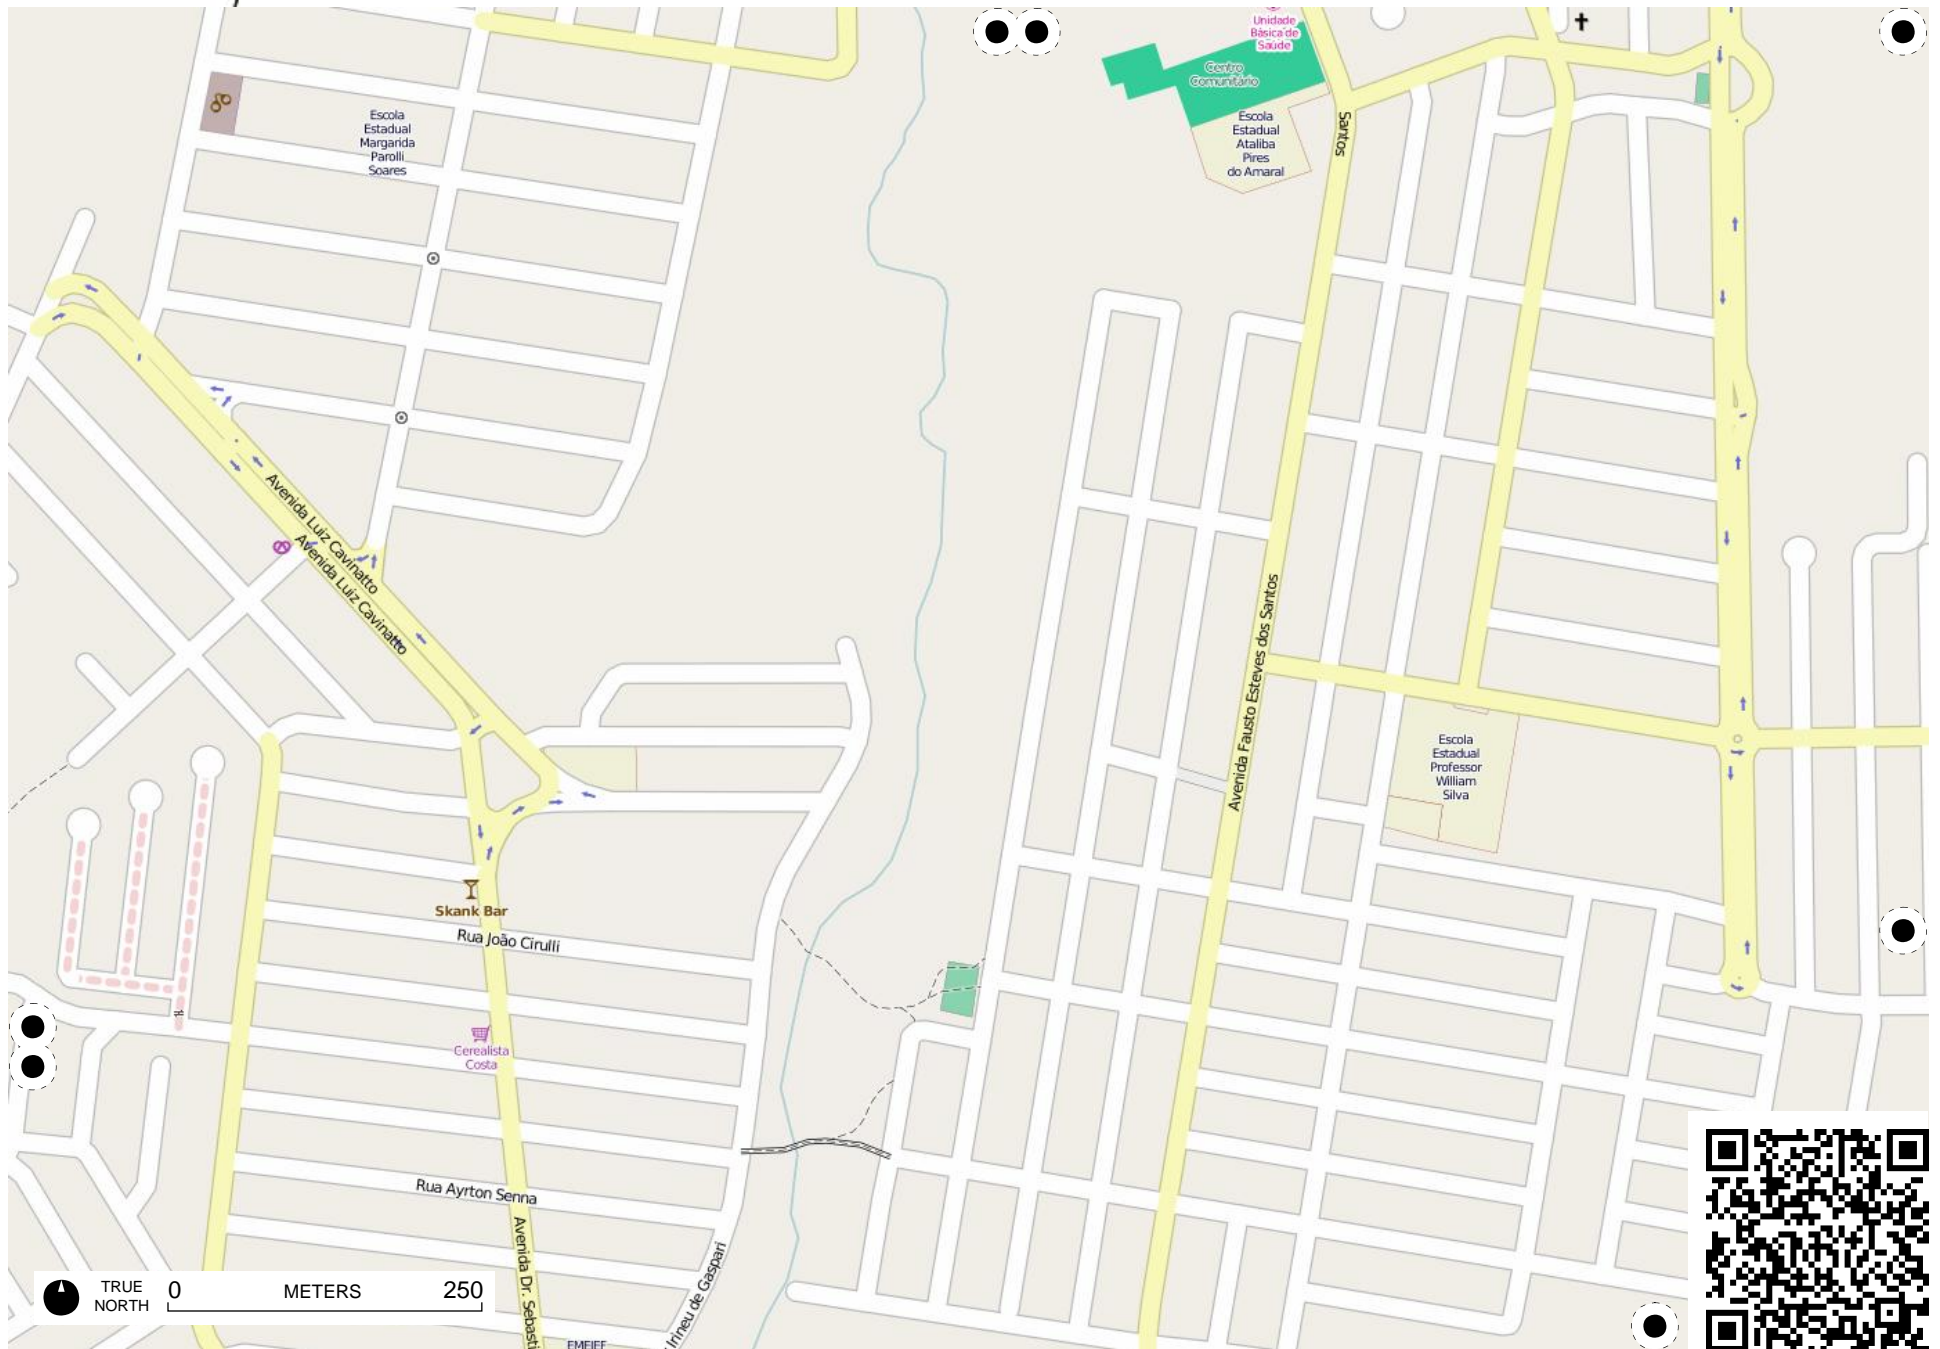 Unidade
Básica de
Saúde
Centro
Comunitário
Escola
Estadual
Ataliba
Pires
do Amaral
Santos
Escola
Estadual
Margarida
Parolli
Soares
Avenida Luiz Cavinatto
Avenida Luiz Cavinatto
Avenida Fausto Esteves dos Santos
Escola
Estadual
Professor
William
Silva
Skank Bar
Rua João Cirulli
Cerealista
Costa
Rua Ayrton Senna
Avenida Dr. Sebasti
Irineu de Gaspari
EMEIEF
TRUE
NORTH
0 METERS 250